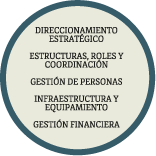 DIRECCIONAMIENTO
ESTRATÉGICO
ESTRUCTURAS, ROLES Y
COORDINACIÓN
GESTIÓN DE PERSONAS
INFRAESTRUCTURA Y
EQUIPAMIENTO
GESTIÓN FINANCIERA